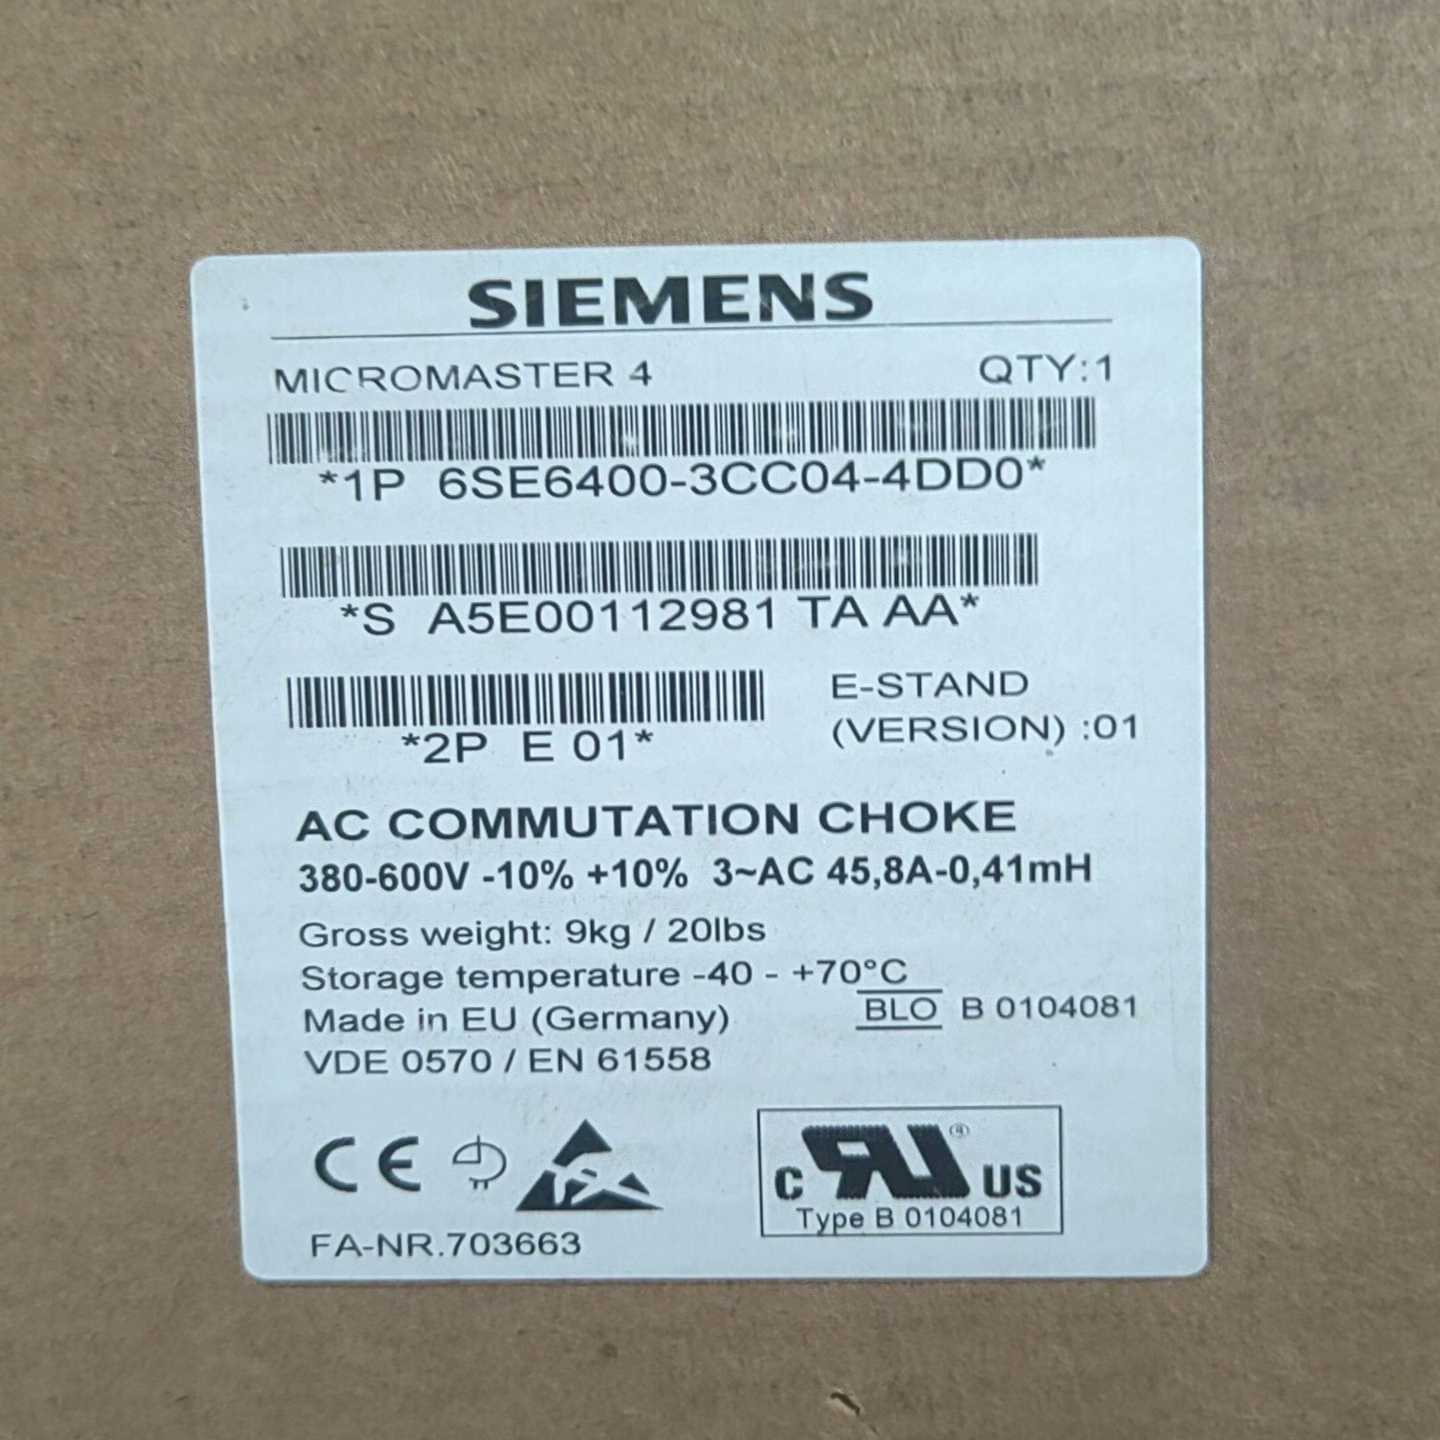 SIEMENS
MICROMASTER 4 QTY:1
*1P 6SE6400-3CC04-4DD0*
*S A5E00112981 TA AA*
*2P E 01*
E-STAND
(VERSION) :01
AC COMMUTATION CHOKE
380-600V -10% +10% 3~AC 45,8A-0,41mH
Gross weight: 9kg / 20lbs
Storage temperature -40 - +70°C
Made in EU (Germany)
BLO B 0104081
VDE 0570 / EN 61558
CE
c RU ® US
Type B 0104081
FA-NR.703663